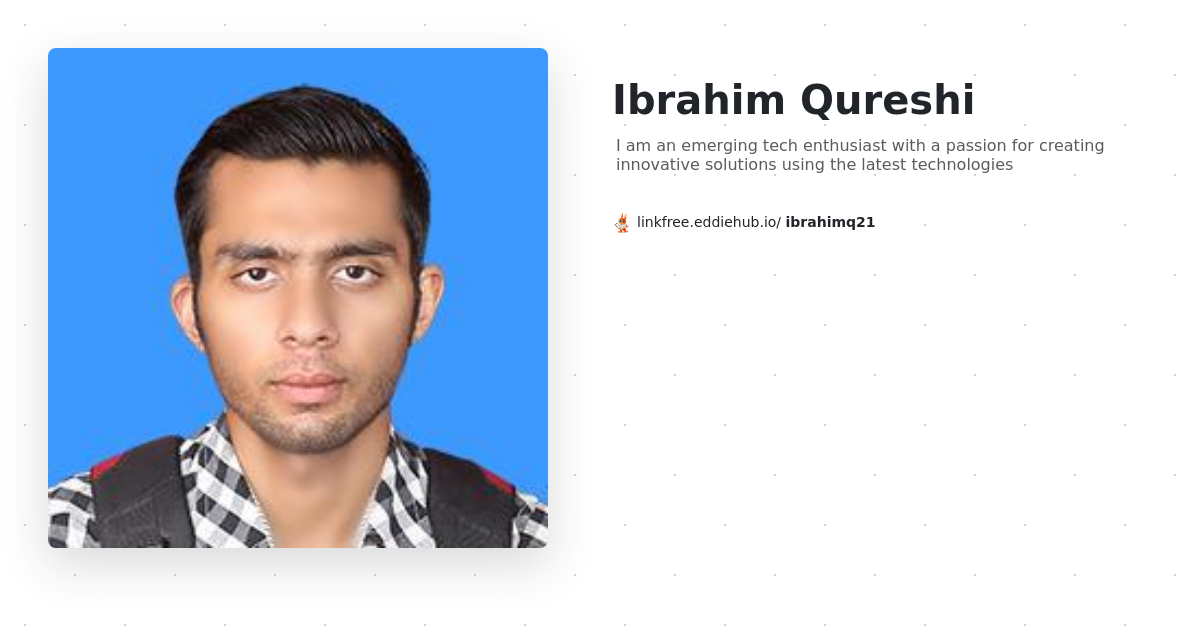 Ibrahim Qureshi
I am an emerging tech enthusiast with a passion for creating
innovative solutions using the latest technologies
linkfree.eddiehub.io/ ibrahimq21